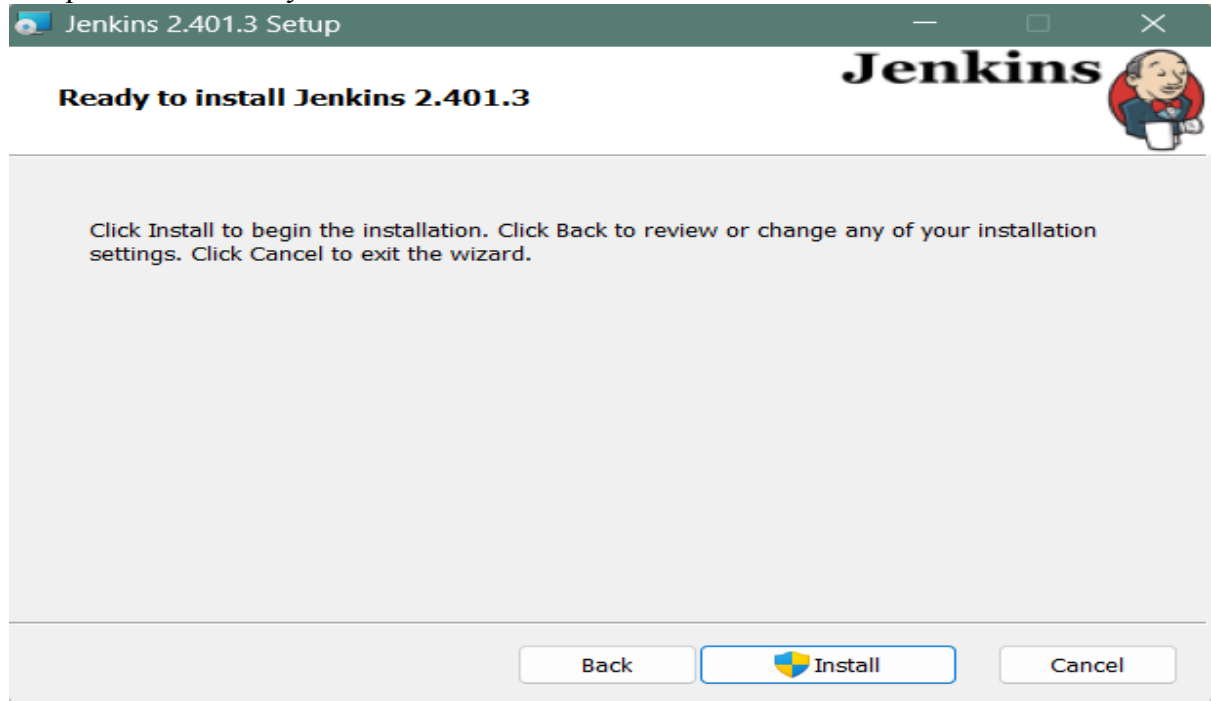 Jenkins 2.401.3 Setup
Jenkins
Ready to install Jenkins 2.401.3
Click Install to begin the installation. Click Back to review or change any of your installation
settings. Click Cancel to exit the wizard.
Back
Install
Cancel